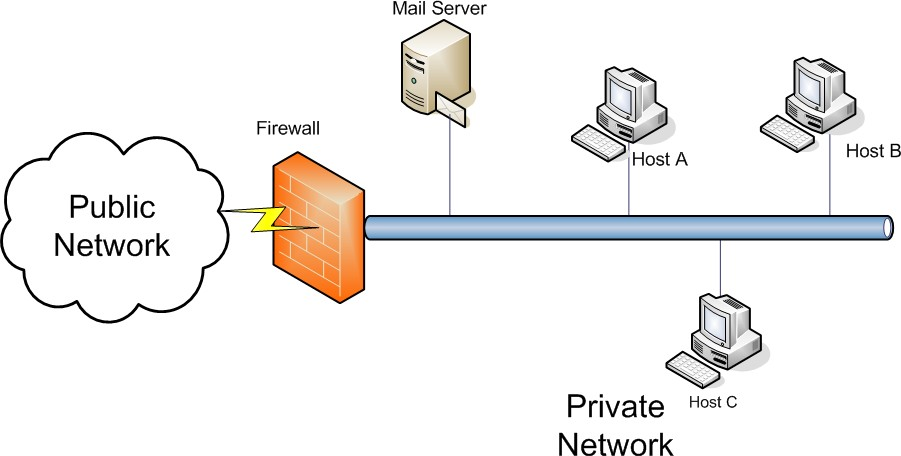 Mail Server
Firewall
Host A
Host B
Public
Network
Host C
Private
Network